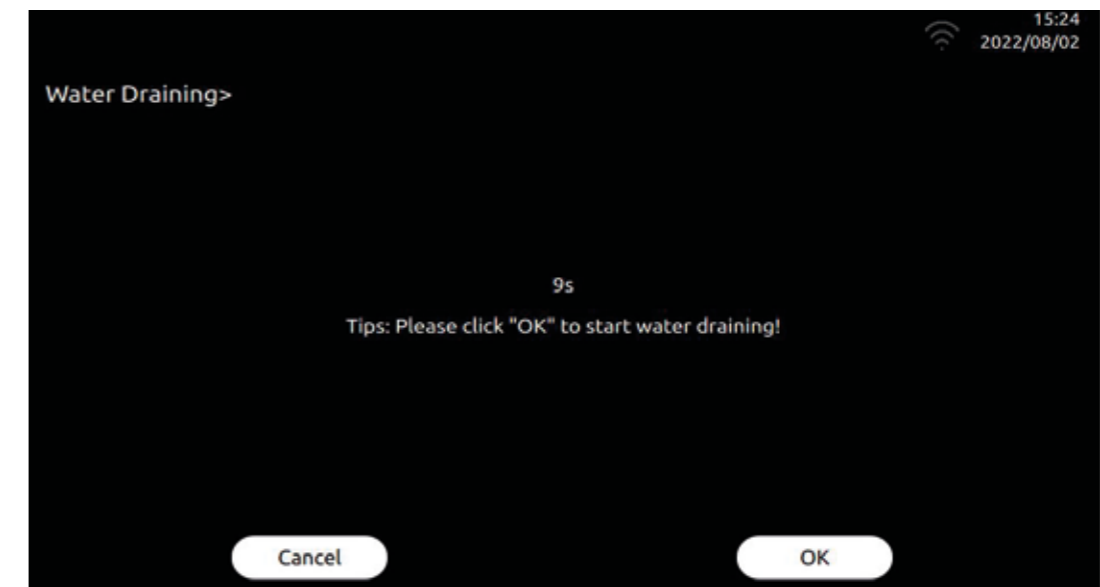 15:24
2022/08/02
Water Draining>
9s
Tips: Please click "OK" to start water draining!
Cancel
OK